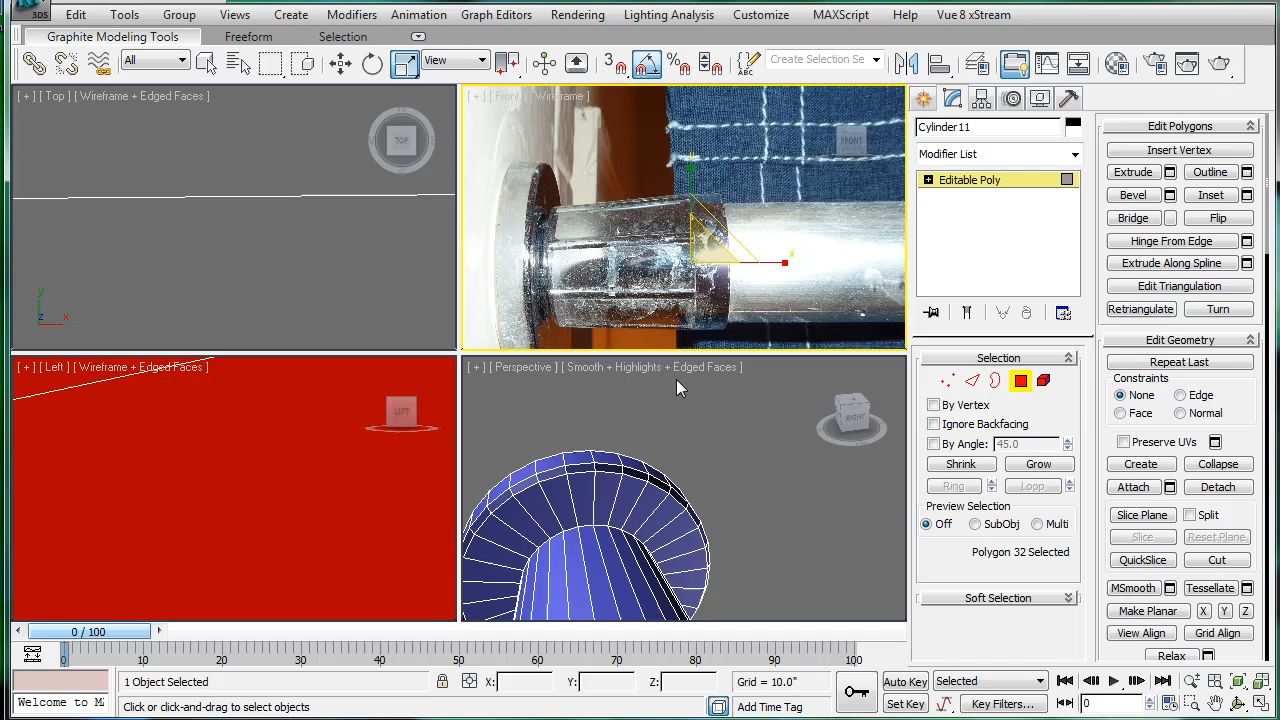 3DS Edit Tools Group Views Create Modifiers Animation Graph Editors Rendering Lighting Analysis Customize MAXScript Help Vue 8 xStream
Graphite Modeling Tools Freeform Selection
All View 3 Create Selection Se
[ + ] [ Top ] [ Wireframe + Edged Faces ]
TOP
y
z x
[ + ] [ Front ] [ Wireframe ]
FRONT
x
[ + ] [ Left ] [ Wireframe + Edged Faces ]
LEFT
[ + ] [ Perspective ] [ Smooth + Highlights + Edged Faces ]
RIGHT
Cylinder11
Modifier List
Editable Poly
Selection
By Vertex
Ignore Backfacing
By Angle: 45.0
Shrink Grow
Ring Loop
Preview Selection
Off SubObj Multi
Polygon 32 Selected
Soft Selection
Edit Polygons
Insert Vertex
Extrude Outline
Bevel Inset
Bridge Flip
Hinge From Edge
Extrude Along Spline
Edit Triangulation
Retriangulate Turn
Edit Geometry
Repeat Last
Constraints
None Edge
Face Normal
Preserve UVs
Create Collapse
Attach Detach
Slice Plane Split
Slice Reset Plane
QuickSlice Cut
MSmooth Tessellate
Make Planar X Y Z
View Align Grid Align
Relax
0 / 100
0 10 20 30 40 50 60 70 80 90 100
1 Object Selected X: Y: Z: Grid = 10.0" Auto Key Selected
Welcome to M Click or click-and-drag to select objects Add Time Tag Set Key Key Filters... 0